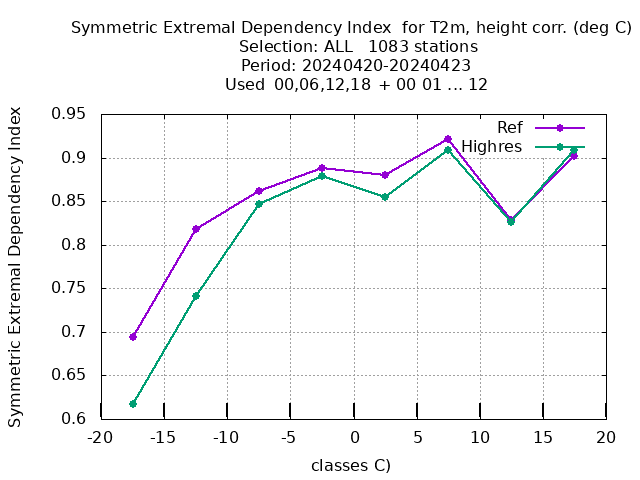 Symmetric Extremal Dependency Index  for T2m, height corr. (deg C)
Selection: ALL   1083 stations
Period: 20240420-20240423
Used  00,06,12,18  + 00 01 ... 12
Symmetric Extremal Dependency Index
0.95
0.9
0.85
0.8
0.75
0.7
0.65
0.6
Ref
Highres
-20 -15 -10 -5 0 5 10 15 20
classes C)